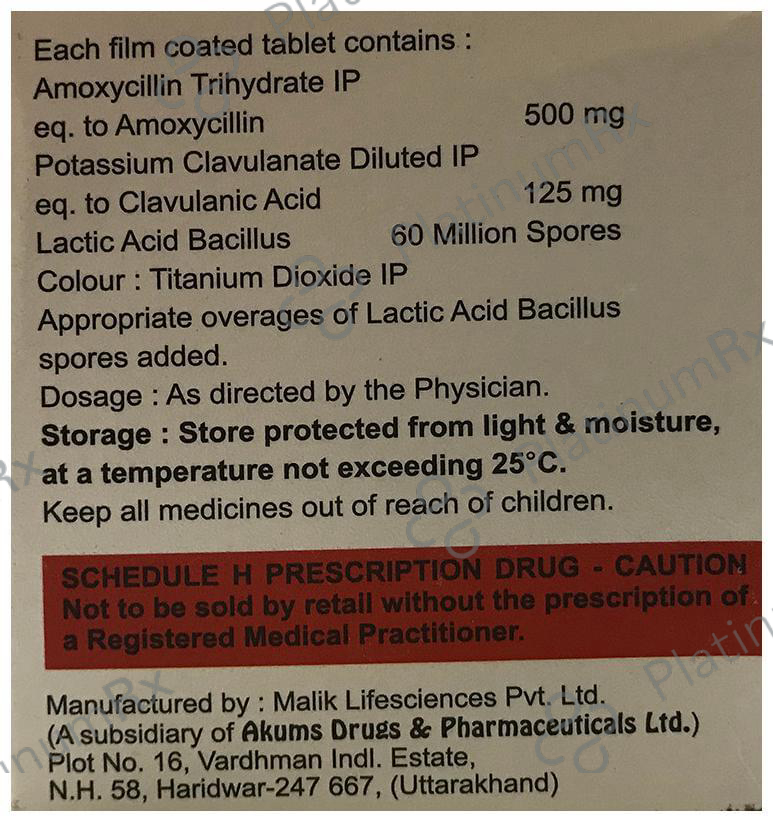 Each film coated tablet contains :
Amoxycillin Trihydrate IP
eq. to Amoxycillin 500 mg
Potassium Clavulanate Diluted IP
eq. to Clavulanic Acid 125 mg
Lactic Acid Bacillus 60 Million Spores
Colour : Titanium Dioxide IP
Appropriate overages of Lactic Acid Bacillus
spores added.
Dosage : As directed by the Physician.
Storage : Store protected from light & moisture,
at a temperature not exceeding 25°C.
Keep all medicines out of reach of children.
SCHEDULE H PRESCRIPTION DRUG - CAUTION
Not to be sold by retail without the prescription of
a Registered Medical Practitioner.
Manufactured by : Malik Lifesciences Pvt. Ltd.
(A subsidiary of Akums Drugs & Pharmaceuticals Ltd.)
Plot No. 16, Vardhman Indl. Estate,
N.H. 58, Haridwar-247 667, (Uttarakhand)
PlatinumRx
PlatinumRx